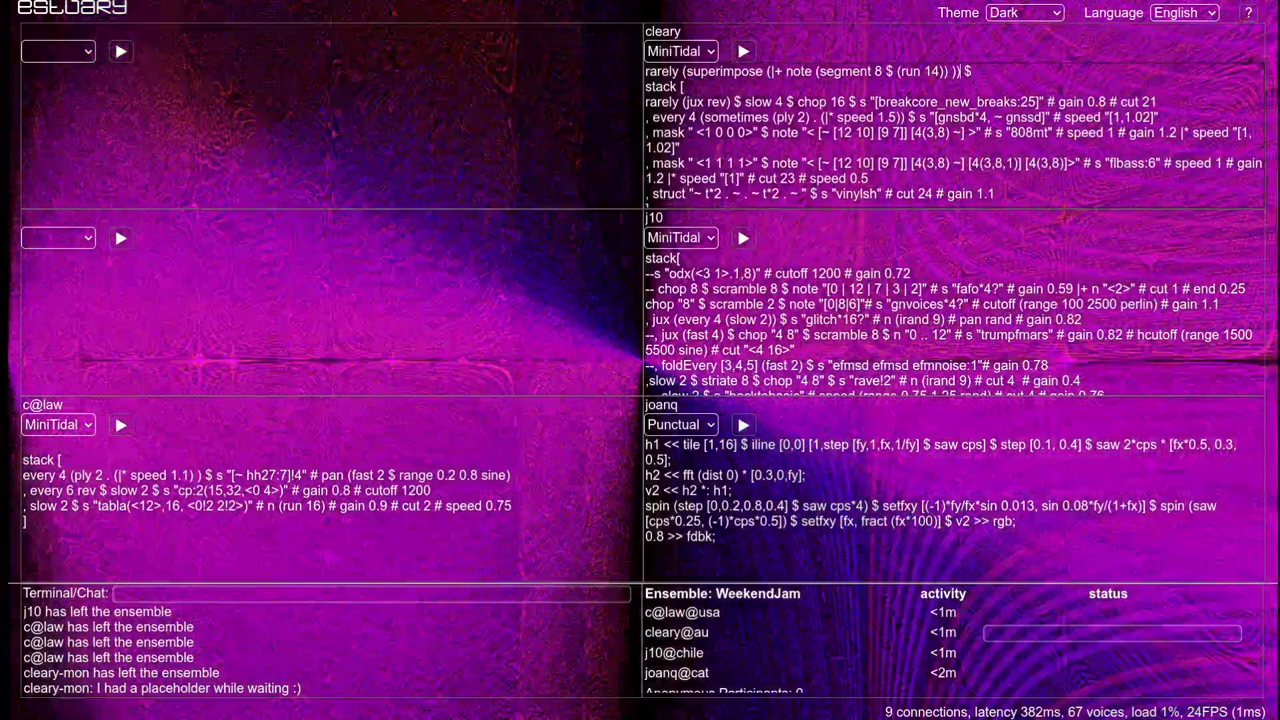 estuary
Theme Dark Language English ?
cleary
MiniTidal
rarely (superimpose (|+ note (segment 8 $ (run 14)) )) $
stack [
rarely (jux rev) $ slow 4 $ chop 16 $ s "[breakcore_new_breaks:25]" # gain 0.8 # cut 21
, every 4 (sometimes (ply 2) . (|* speed 1.5)) $ s "[gnsbd*4, ~ gnssd]" # speed "[1,1.02]"
, mask " <1 0 0 0>" $ note "< [~ [12 10] [9 7]] [4(3,8) ~] >" # s "808mt" # speed 1 # gain 1.2 |* speed "[1,
1.02]"
, mask " <1 1 1 1>" $ note "< [~ [12 10] [9 7]] [4(3,8) ~] [4(3,8,1)] [4(3,8)]>" # s "flbass:6" # speed 1 # gain
1.2 |* speed "[1]" # cut 23 # speed 0.5
, struct "~ t*2 . ~ . ~ t*2 . ~ " $ s "vinylsh" # cut 24 # gain 1.1
j10
MiniTidal
stack[
--s "odx(<3 1>.1,8)" # cutoff 1200 # gain 0.72
-- chop 8 $ scramble 8 $ note "[0 | 12 | 7 | 3 | 2]" # s "fafo*4?" # gain 0.59 |+ n "<2>" # cut 1 # end 0.25
chop "8" $ scramble 2 $ note "[0|8|6]"# s "gnvoices*4?" # cutoff (range 100 2500 perlin) # gain 1.1
, jux (every 4 (slow 2)) $ s "glitch*16?" # n (irand 9) # pan rand # gain 0.82
--, jux (fast 4) $ chop "4 8" $ scramble 8 $ n "0 .. 12" # s "trumpfmars" # gain 0.82 # hcutoff (range 1500
5500 sine) # cut "<4 16>"
--, foldEvery [3,4,5] (fast 2) $ s "efmsd efmsd efmnoise:1"# gain 0.78
,slow 2 $ striate 8 $ chop "4 8" $ s "rave!2" # n (irand 9) # cut 4 # gain 0.4
-- slow 2 $ s "backtobasic" # speed (range 0.75 1.25 rand) # cut 4 # gain 0.76
c@law
MiniTidal
stack [
every 4 (ply 2 . (|* speed 1.1) ) $ s "[~ hh27:7]!4" # pan (fast 2 $ range 0.2 0.8 sine)
, every 6 rev $ slow 2 $ s "cp:2(15,32,<0 4>)" # gain 0.8 # cutoff 1200
, slow 2 $ s "tabla(<12>,16, <0!2 2!2>)" # n (run 16) # gain 0.9 # cut 2 # speed 0.75
]
joanq
Punctual
h1 << tile [1,16] $ iline [0,0] [1,step [fy,1,fx,1/fy] $ saw cps] $ step [0.1, 0.4] $ saw 2*cps * [fx*0.5, 0.3,
0.5];
h2 << fft (dist 0) * [0.3,0,fy];
v2 << h2 *: h1;
spin (step [0,0.2,0.8,0.4] $ saw cps*4) $ setfxy [(-1)*fy/fx*sin 0.013, sin 0.08*fy/(1+fx)] $ spin (saw
[cps*0.25, (-1)*cps*0.5]) $ setfxy [fx, fract (fx*100)] $ v2 >> rgb;
0.8 >> fdbk;
Terminal/Chat:
j10 has left the ensemble
c@law has left the ensemble
c@law has left the ensemble
c@law has left the ensemble
cleary-mon has left the ensemble
cleary-mon: I had a placeholder while waiting :)
Ensemble: WeekendJam activity status
c@law@usa <1m
cleary@au <1m
j10@chile <1m
joanq@cat <2m
Anonymous Participants: 0
9 connections, latency 382ms, 67 voices, load 1%, 24FPS (1ms)